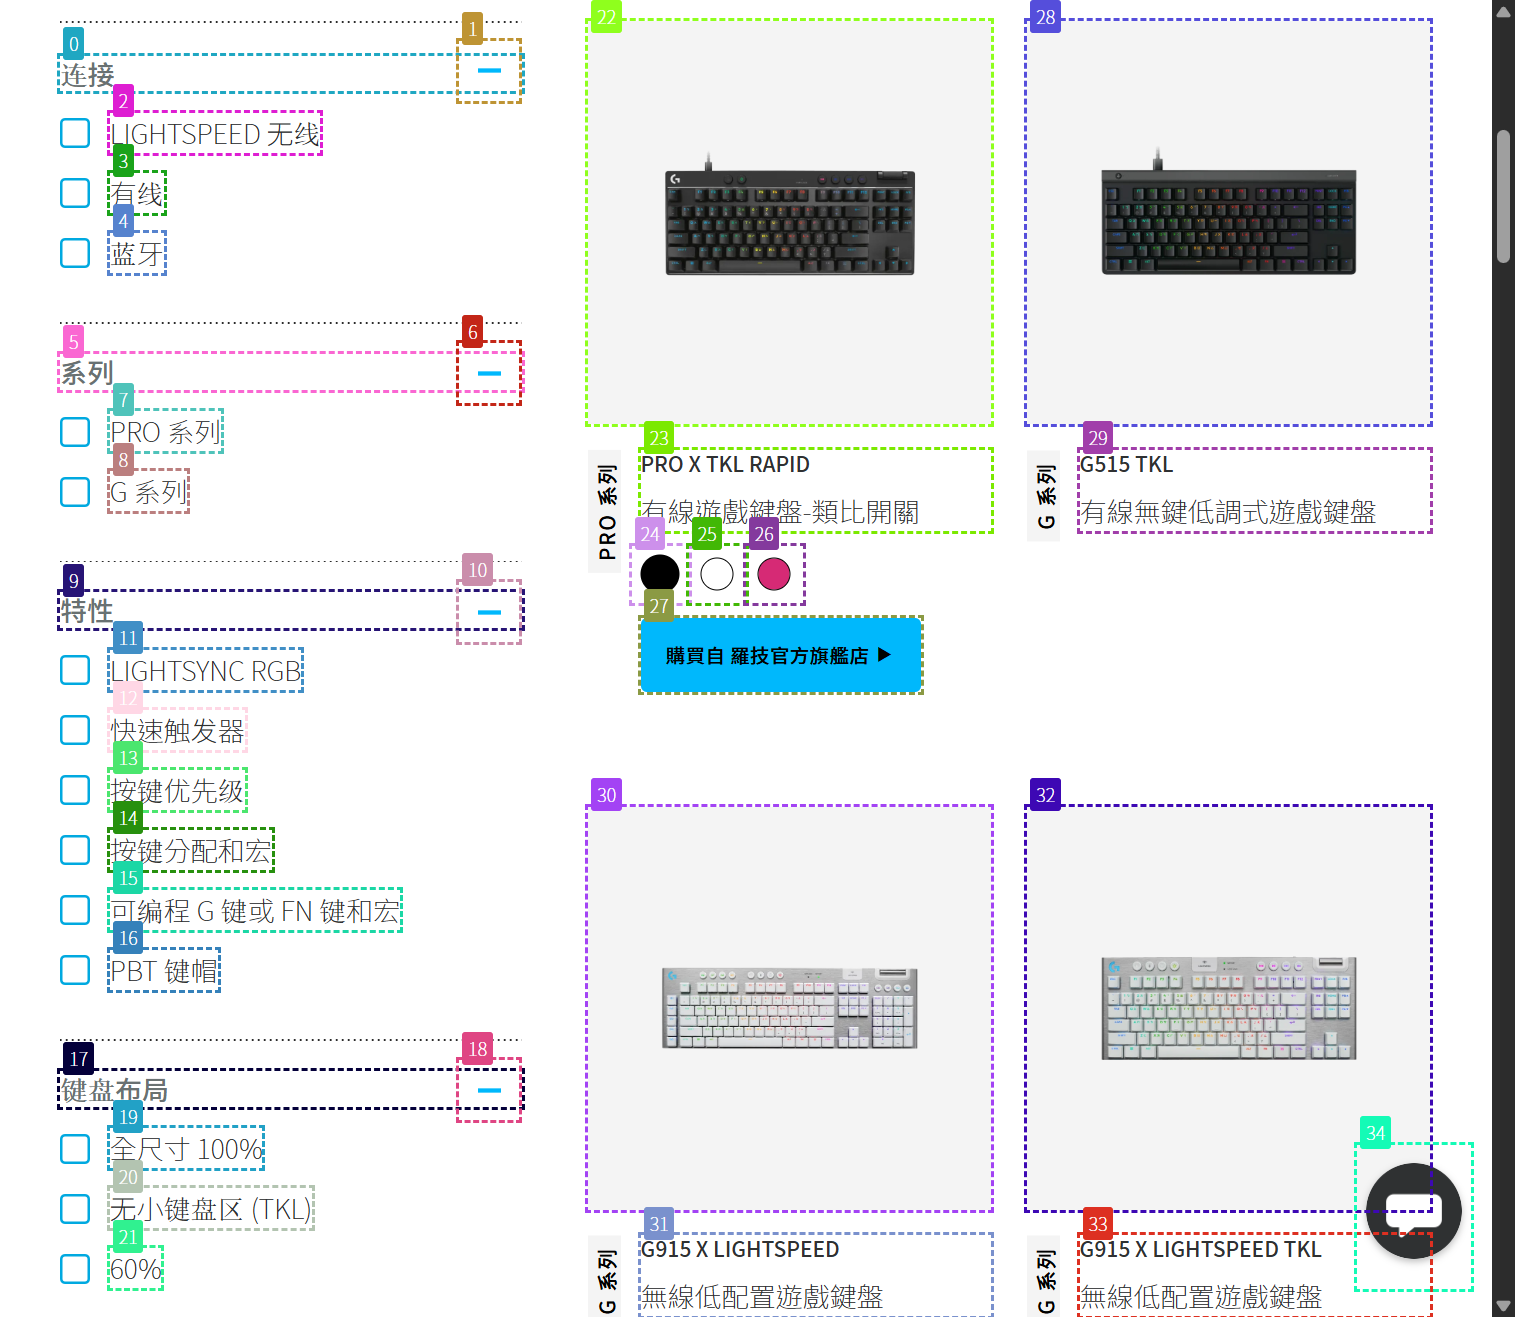 连接
LIGHTSPEED 无线
有线
蓝牙
系列
PRO 系列
G 系列
特性
LIGHTSYNC RGB
快速触发器
按键优先级
按键分配和宏
可编程 G 键或 FN 键和宏
PBT 键帽
键盘布局
全尺寸 100%
无小键盘区 (TKL)
60%
0
1
2
3
4
5
6
7
8
9
10
11
12
13
14
15
16
17
18
19
20
21
22
PRO 系列
23
PRO X TKL RAPID
有線遊戲鍵盤-類比開關
24
25
26
27
購買自 羅技官方旗艦店
28
G 系列
29
G515 TKL
有線無鍵低調式遊戲鍵盤
30
G 系列
31
G915 X LIGHTSPEED
無線低配置遊戲鍵盤
32
G 系列
33
G915 X LIGHTSPEED TKL
無線低配置遊戲鍵盤
34